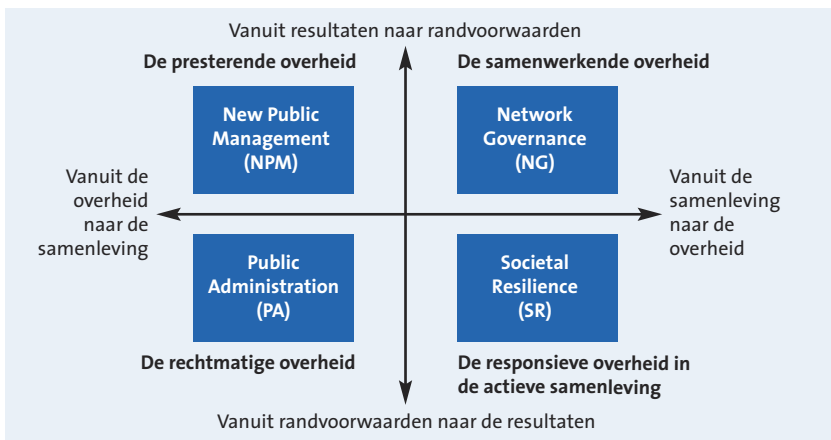 Vanuit resultaten naar randvoorwaarden
De presterende overheid
De samenwerkende overheid
New Public
Management
(NPM)
Network
Governance
(NG)
Vanuit de
overheid
naar de
samenleving
Vanuit de
samenleving
naar de
overheid
Public
Administration
(PA)
Societal
Resilience
(SR)
De rechtmatige overheid
De responsieve overheid in
de actieve samenleving
Vanuit randvoorwaarden naar de resultaten